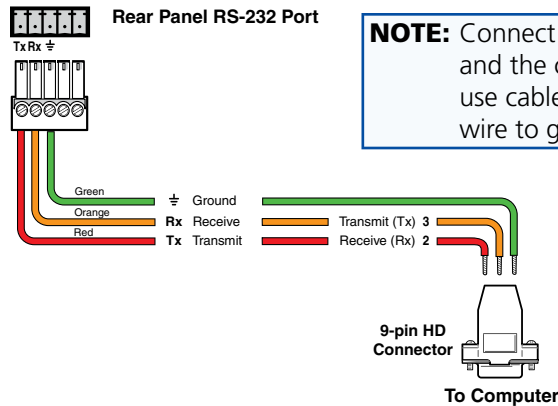 Rear Panel RS-232 Port
Tx Rx ⏚
NOTE: Connect
and the
use cable
wire to g
Green
⏚ Ground
Orange
Rx Receive
Transmit (Tx) 3
Red
Tx Transmit
Receive (Rx) 2
9-pin HD
Connector
To Computer